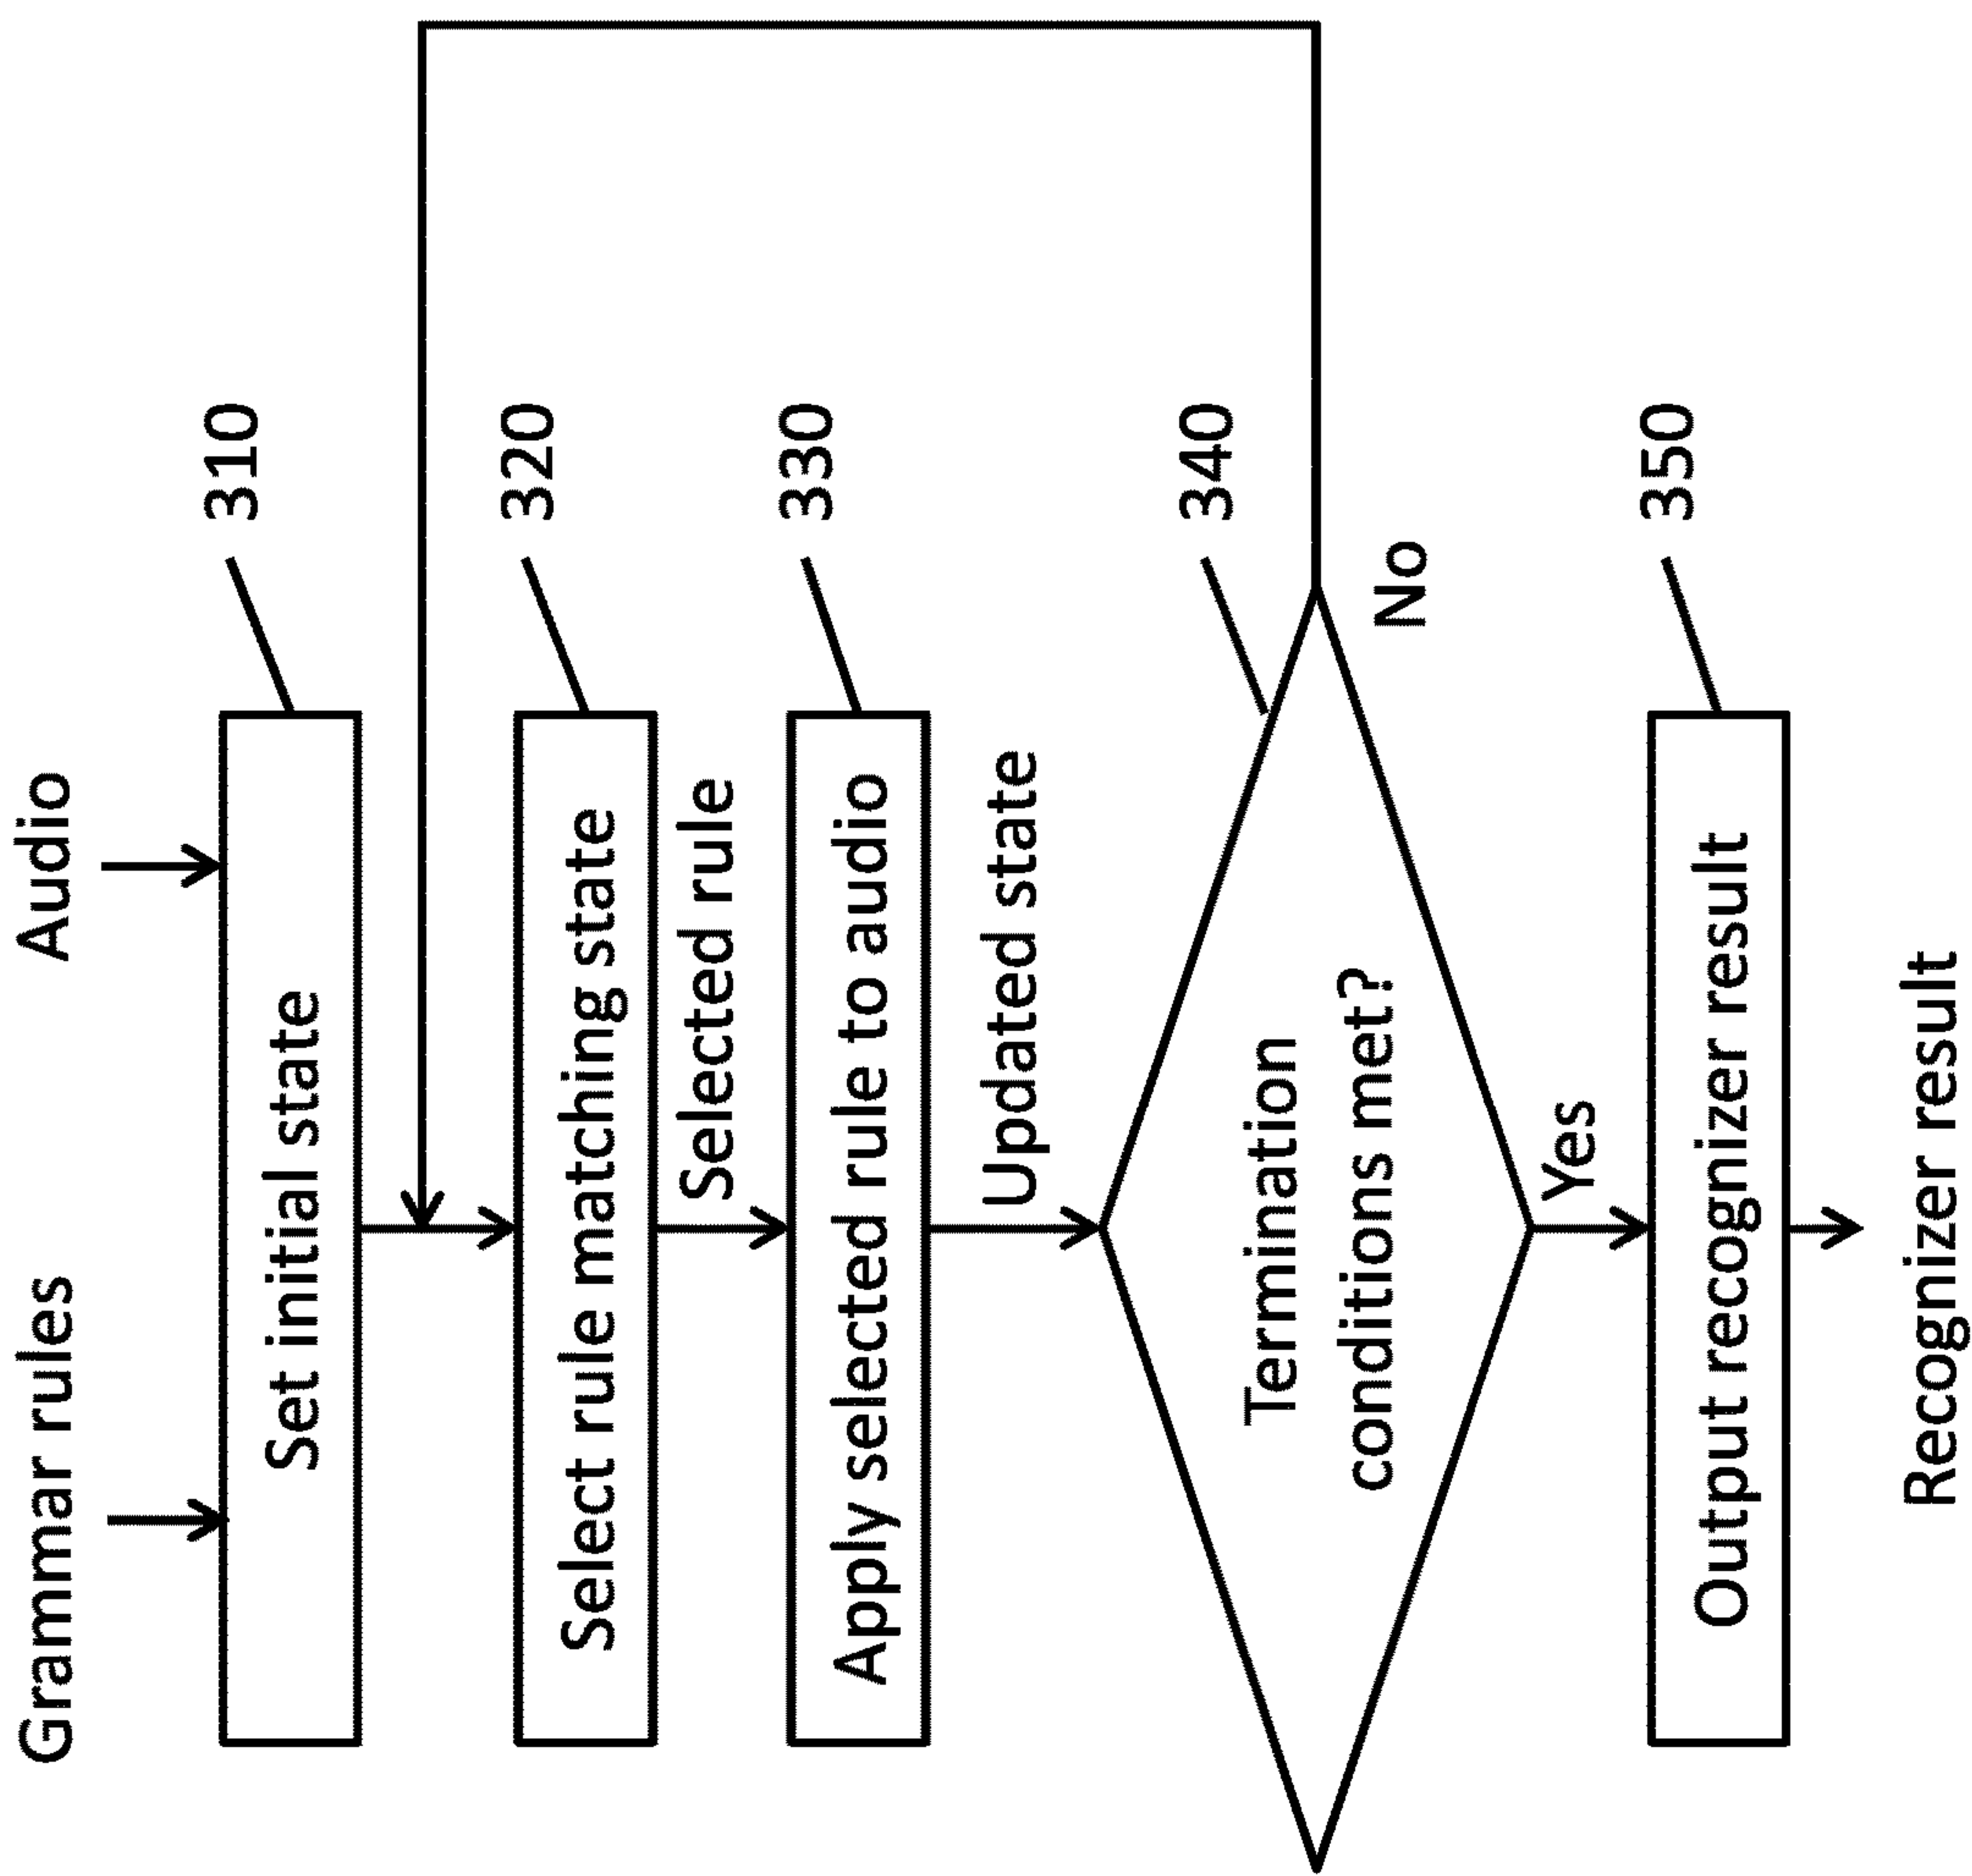 Grammar rules
Audio
310
Set initial state
320
Select rule matching state
Selected rule
330
Apply selected rule to audio
Updated state
340
Termination
conditions met?
No
Yes
350
Output recognizer result
Recognizer result